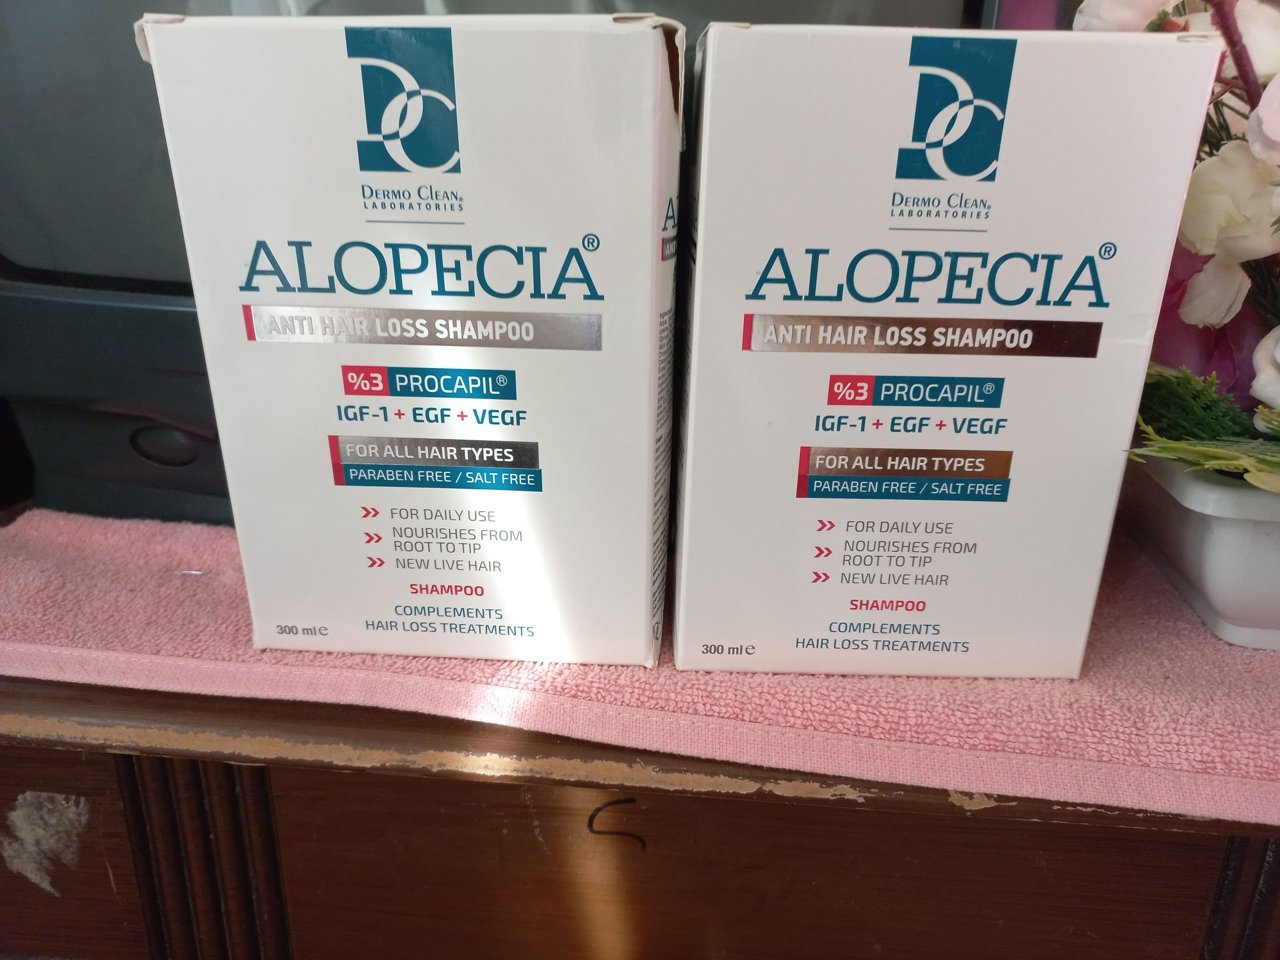 DC
DERMO CLEAN®
LABORATORIES
ALOPECIA®
ANTI HAIR LOSS SHAMPOO
%3 PROCAPIL®
IGF-1 + EGF + VEGF
FOR ALL HAIR TYPES
PARABEN FREE / SALT FREE
FOR DAILY USE
NOURISHES FROM
ROOT TO TIP
NEW LIVE HAIR
SHAMPOO
COMPLEMENTS
HAIR LOSS TREATMENTS
300 ml e
DC
DERMO CLEAN®
LABORATORIES
ALOPECIA®
ANTI HAIR LOSS SHAMPOO
%3 PROCAPIL®
IGF-1 + EGF + VEGF
FOR ALL HAIR TYPES
PARABEN FREE / SALT FREE
FOR DAILY USE
NOURISHES FROM
ROOT TO TIP
NEW LIVE HAIR
SHAMPOO
COMPLEMENTS
HAIR LOSS TREATMENTS
300 ml e